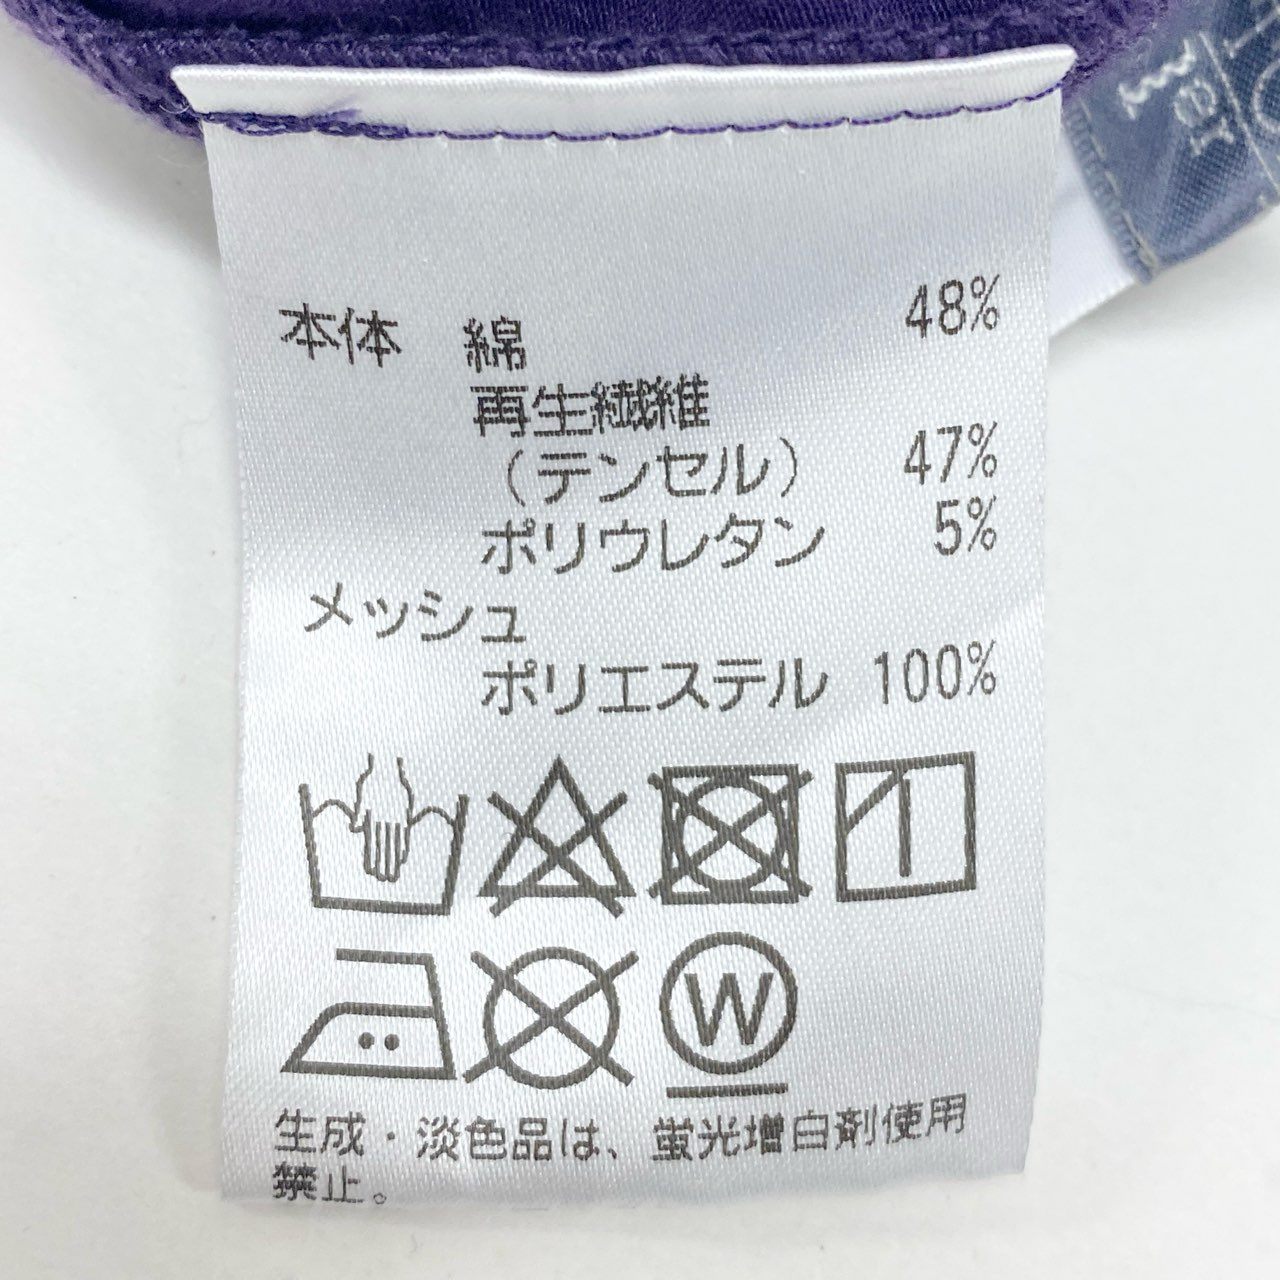 本体 綿 48%
再生繊維
（テンセル） 47%
ポリウレタン 5%
メッシュ
ポリエステル 100%
W
生成・淡色品は、蛍光増白剤使用
禁止。